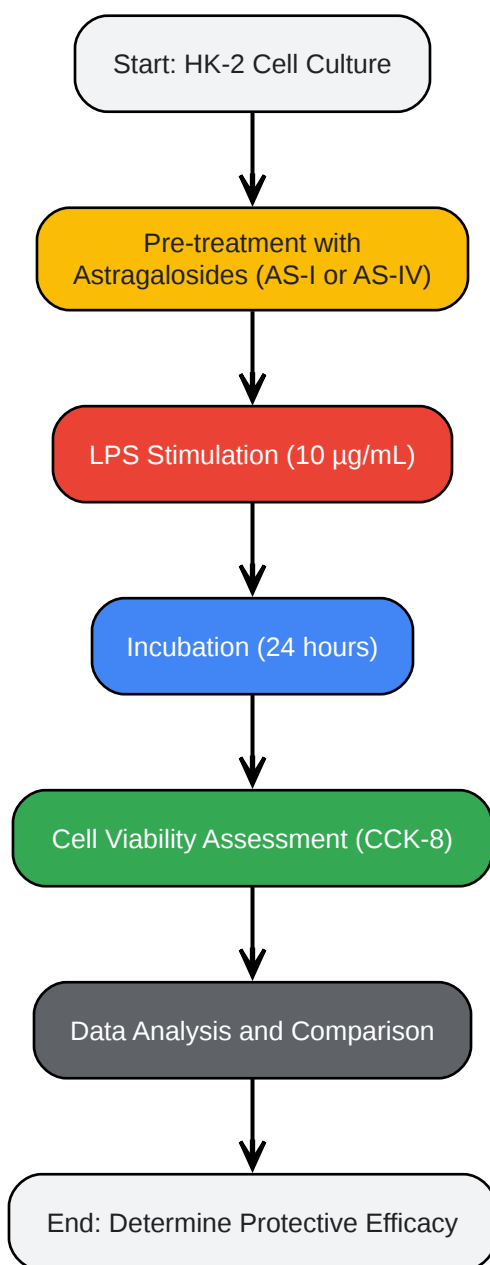 Start: HK-2 Cell Culture
Pre-treatment with
Astragalosides (AS-I or AS-IV)
LPS Stimulation (10 µg/mL)
Incubation (24 hours)
Cell Viability Assessment (CCK-8)
Data Analysis and Comparison
End: Determine Protective Efficacy